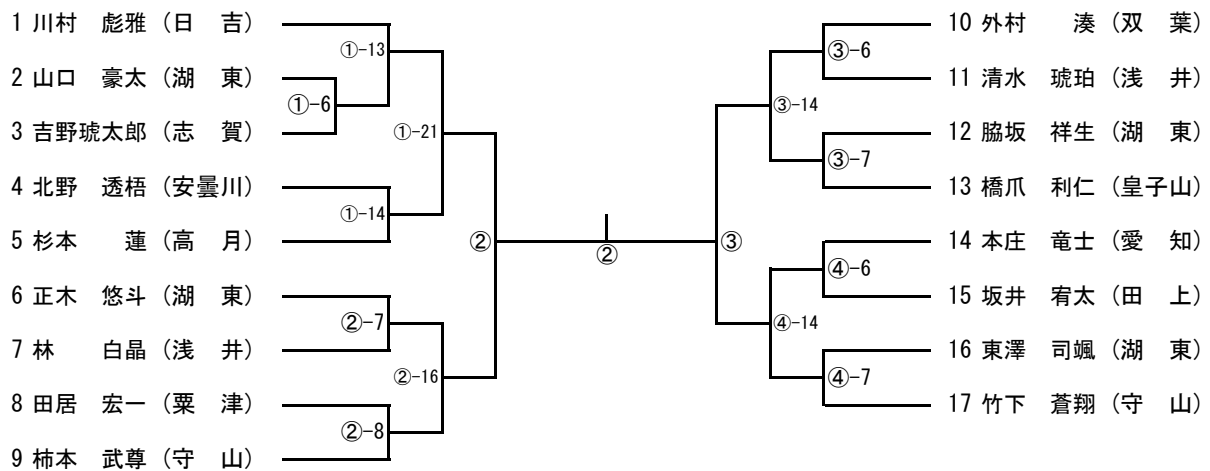 1 川村　彪雅（日　吉）
①-13
2 山口　豪太（湖　東）
①-6
3 吉野琥太郎（志　賀）
①-21
4 北野　透梧（安曇川）
①-14
5 杉本　　蓮（高　月）
②
6 正木　悠斗（湖　東）
②-7
7 林　　白晶（浅　井）
②-16
8 田居　宏一（粟　津）
②-8
9 柿本　武尊（守　山）
②
10 外村　　湊（双　葉）
③-6
11 清水　琥珀（浅　井）
③-14
12 脇坂　祥生（湖　東）
③-7
13 橋爪　利仁（皇子山）
③
14 本庄　竜士（愛　知）
④-6
15 坂井　宥太（田　上）
④-14
16 東澤　司颯（湖　東）
④-7
17 竹下　蒼翔（守　山）